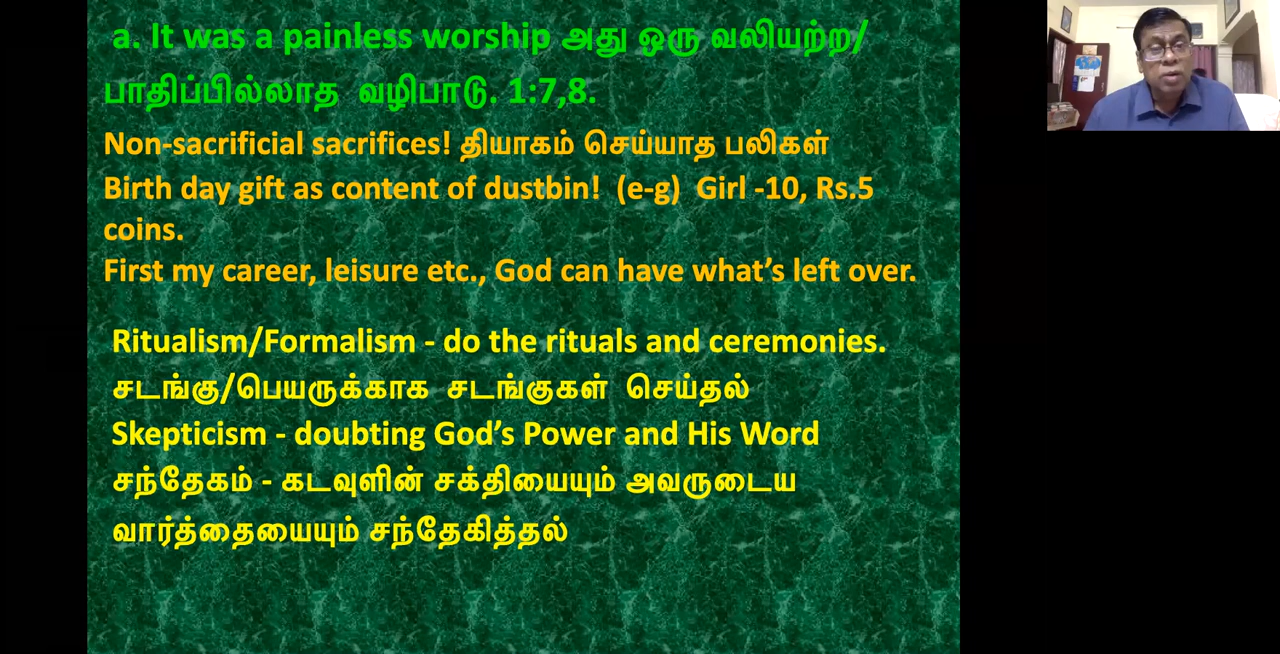 a. It was a painless worship அது ஒரு வலியற்ற/
பாதிப்பில்லாத வழிபாடு. 1:7,8.
Non-sacrificial sacrifices! தியாகம் செய்யாத பலிகள்
Birth day gift as content of dustbin! (e-g) Girl -10, Rs.5
coins.
First my career, leisure etc., God can have what’s left over.
Ritualism/Formalism - do the rituals and ceremonies.
சடங்கு/பெயருக்காக சடங்குகள் செய்தல்
Skepticism - doubting God’s Power and His Word
சந்தேகம் - கடவுளின் சக்தியையும் அவருடைய
வார்த்தையையும் சந்தேகித்தல்